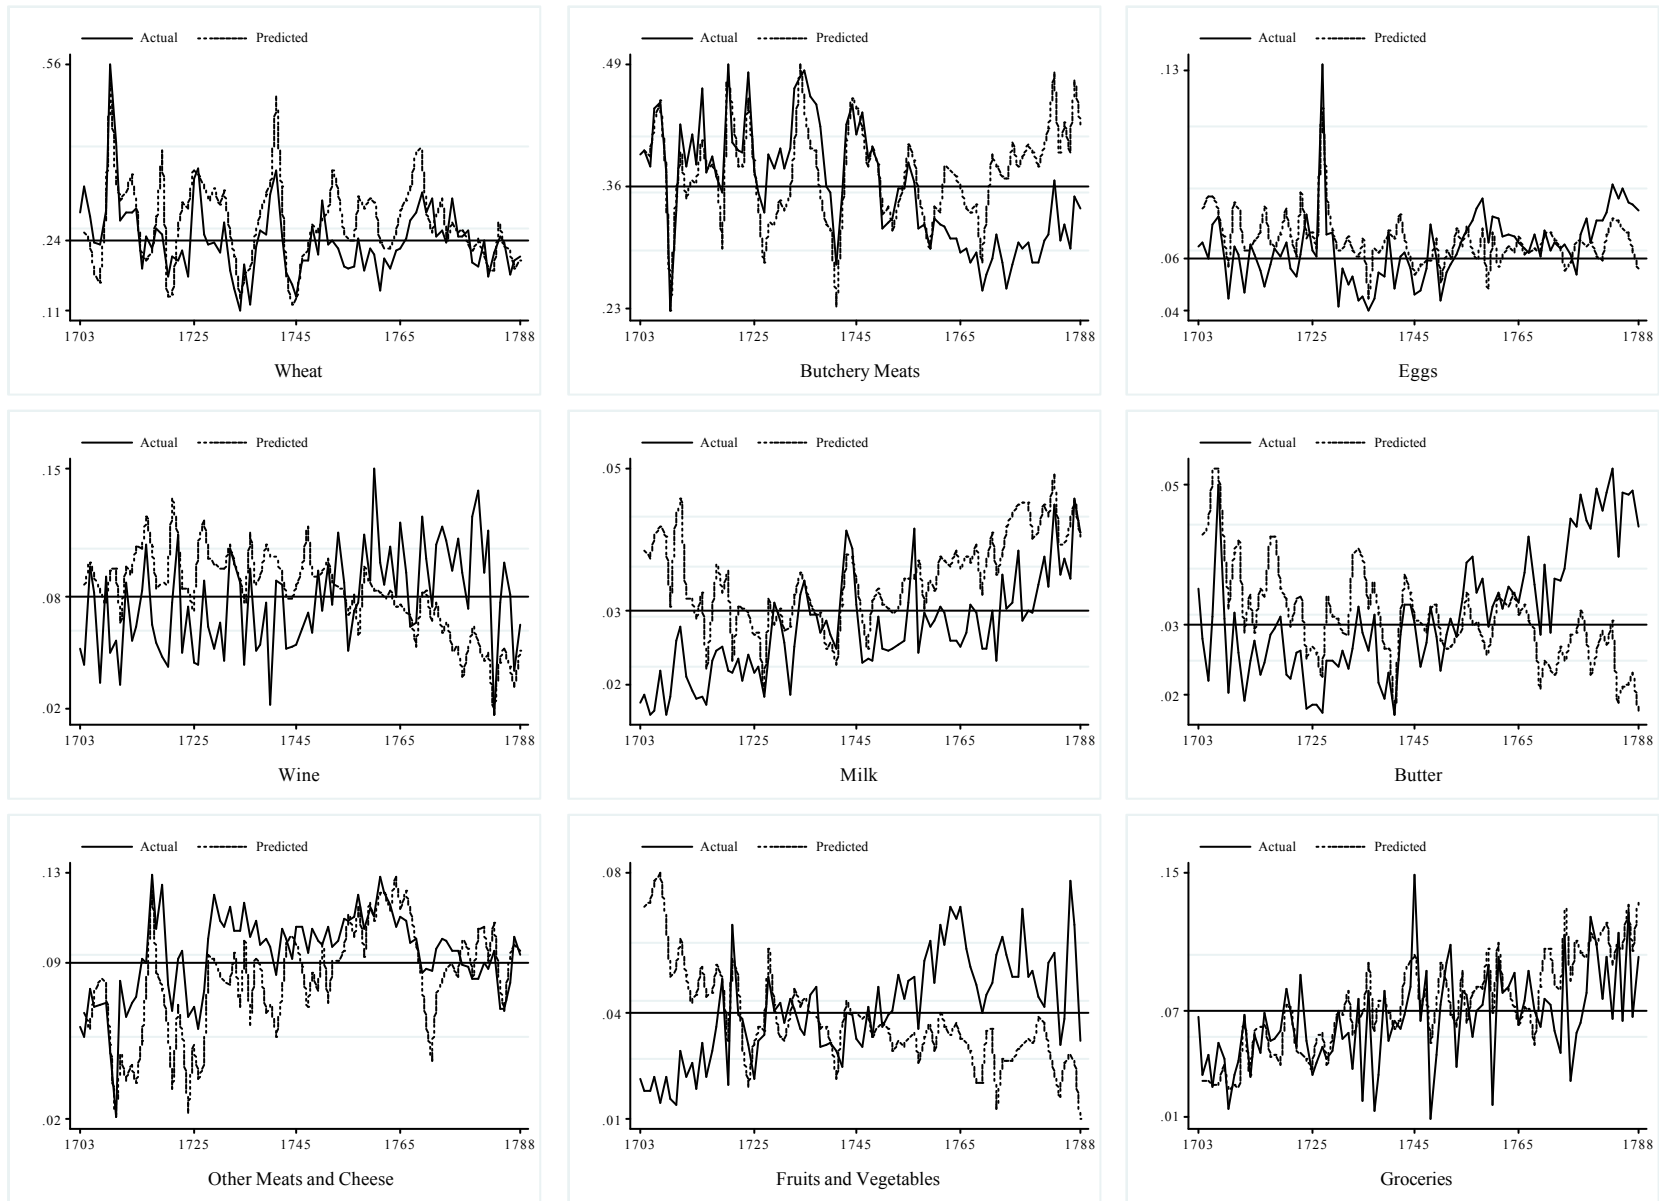 Actual Predicted
.56
.24
.11
1703 1725 1745 1765 1788
Wheat
Actual Predicted
.49
.36
.23
1703 1725 1745 1765 1788
Butchery Meats
Actual Predicted
.13
.06
.04
1703 1725 1745 1765 1788
Eggs
Actual Predicted
.15
.08
.02
1703 1725 1745 1765 1788
Wine
Actual Predicted
.05
.03
.02
1703 1725 1745 1765 1788
Milk
Actual Predicted
.05
.03
.02
1703 1725 1745 1765 1788
Butter
Actual Predicted
.13
.09
.02
1703 1725 1745 1765 1788
Other Meats and Cheese
Actual Predicted
.08
.04
.01
1703 1725 1745 1765 1788
Fruits and Vegetables
Actual Predicted
.15
.07
.01
1703 1725 1745 1765 1788
Groceries